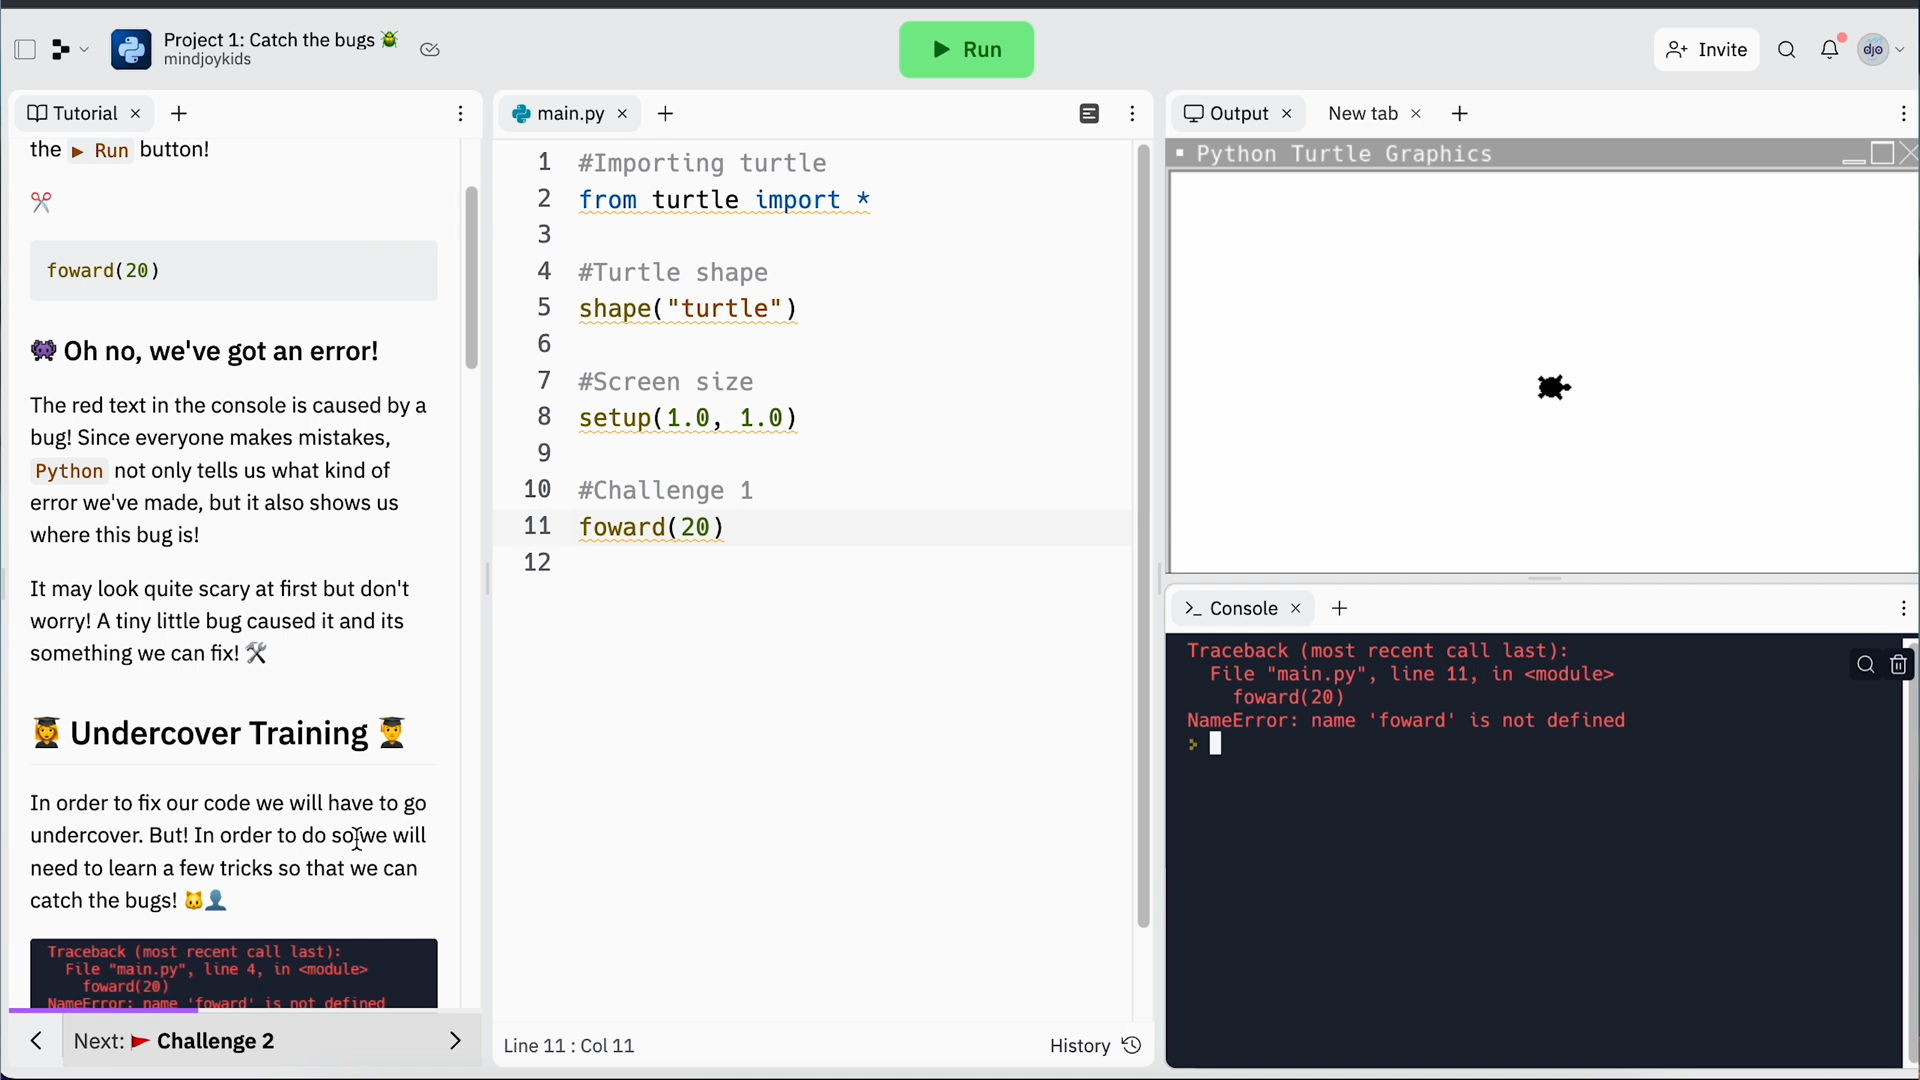 Project 1: Catch the bugs
mindjoykids
Run
Invite
djo
Tutorial
the ▶ Run button!
foward(20)
Oh no, we've got an error!
The red text in the console is caused by a
bug! Since everyone makes mistakes,
Python not only tells us what kind of
error we've made, but it also shows us
where this bug is!
It may look quite scary at first but don't
worry! A tiny little bug caused it and its
something we can fix!
Undercover Training
In order to fix our code we will have to go
undercover. But! In order to do so we will
need to learn a few tricks so that we can
catch the bugs!
Traceback (most recent call last):
File "main.py", line 4, in <module>
foward(20)
NameError: name 'foward' is not defined
Next: Challenge 2
main.py
1 #Importing turtle
2 from turtle import *
3
4 #Turtle shape
5 shape("turtle")
6
7 #Screen size
8 setup(1.0, 1.0)
9
10 #Challenge 1
11 foward(20)
12
Line 11 : Col 11
History
Output
New tab
Python Turtle Graphics
Console
Traceback (most recent call last):
File "main.py", line 11, in <module>
foward(20)
NameError: name 'foward' is not defined